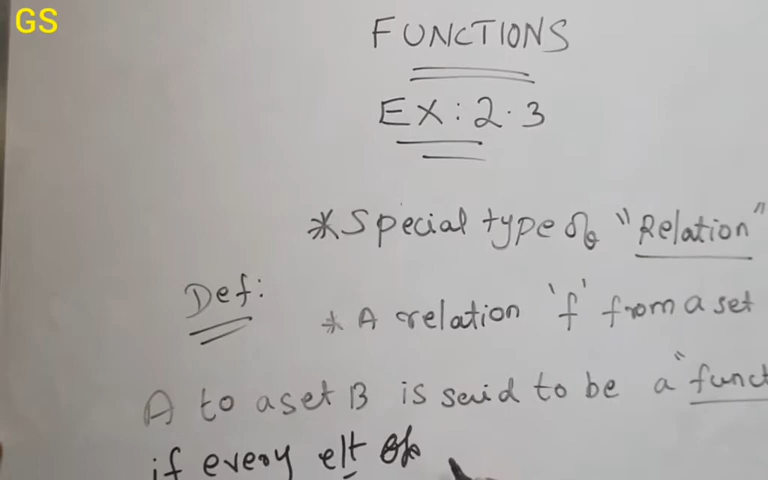 GS
FUNCTIONS
EX: 2.3
* Special type of "Relation"
Def:
* A relation 'f' from a set
A to a set B is said to be a "funct
if every elt of